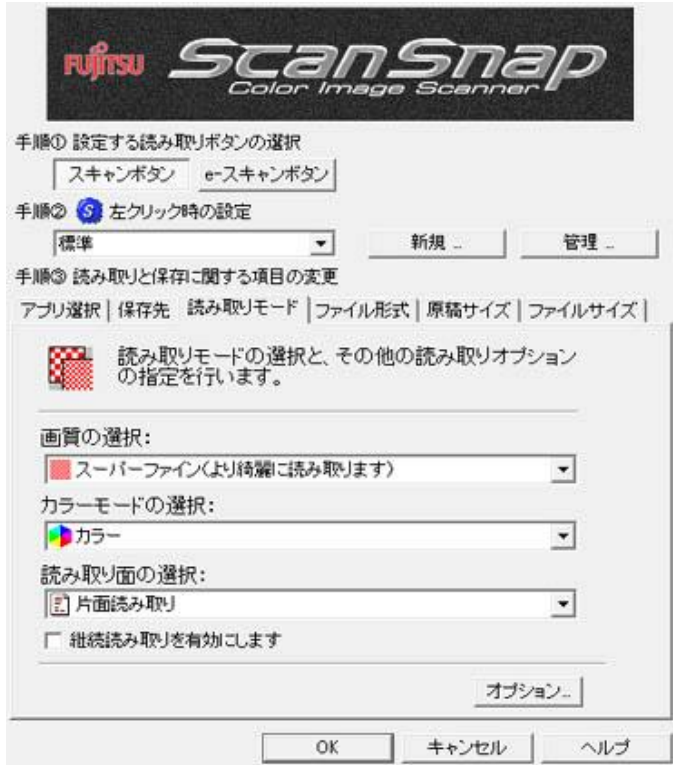 FUJITSU ScanSnap
Color Image Scanner
手順① 設定する読み取りボタンの選択
スキャンボタン e-スキャンボタン
手順② S 左クリック時の設定
標準 新規 ... 管理 ...
手順③ 読み取りと保存に関する項目の変更
アプリ選択 保存先 読み取りモード ファイル形式 原稿サイズ ファイルサイズ
読み取りモードの選択と、その他の読み取りオプション
の指定を行います。
画質の選択:
スーパーファイン(より綺麗に読み取ります)
カラーモードの選択:
カラー
読み取り面の選択:
片面読み取り
継続読み取りを有効にします
オプション...
OK キャンセル ヘルプ